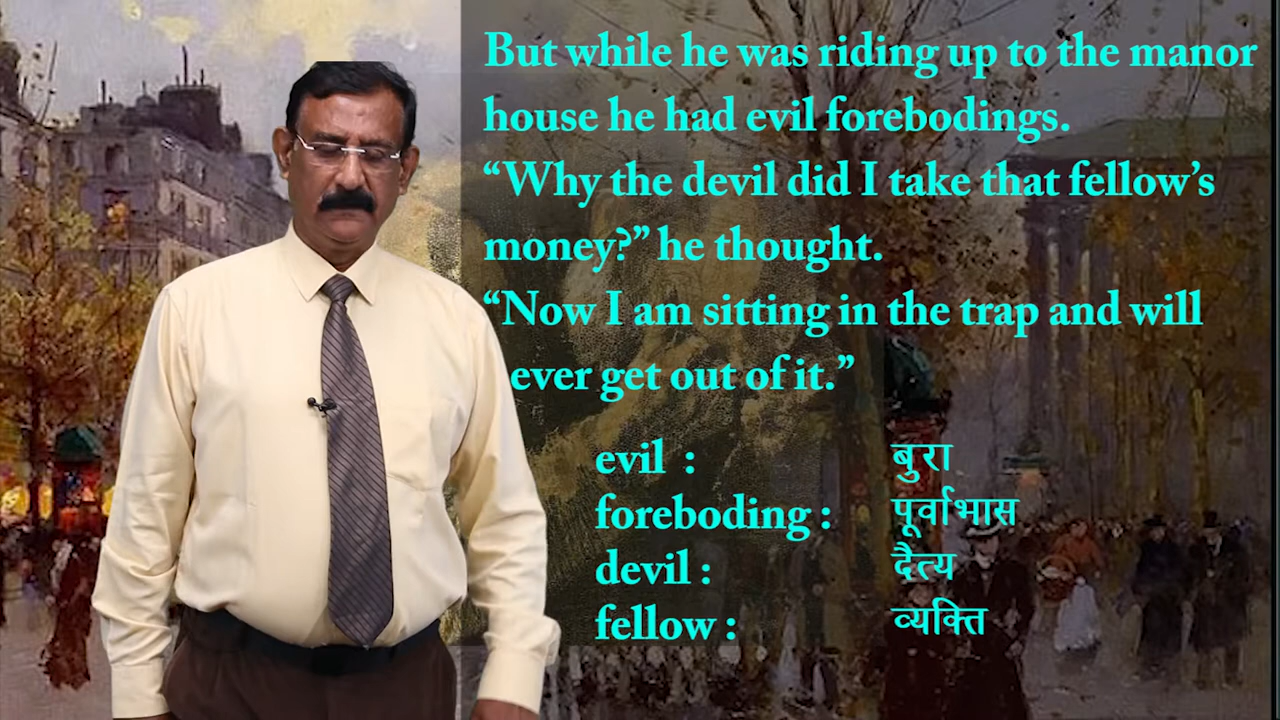 But while he was riding up to the manor
house he had evil forebodings.
“Why the devil did I take that fellow’s
money?” he thought.
“Now I am sitting in the trap and will
ever get out of it.”
evil : बुरा
foreboding : पूर्वाभास
devil : दैत्य
fellow : व्यक्ति